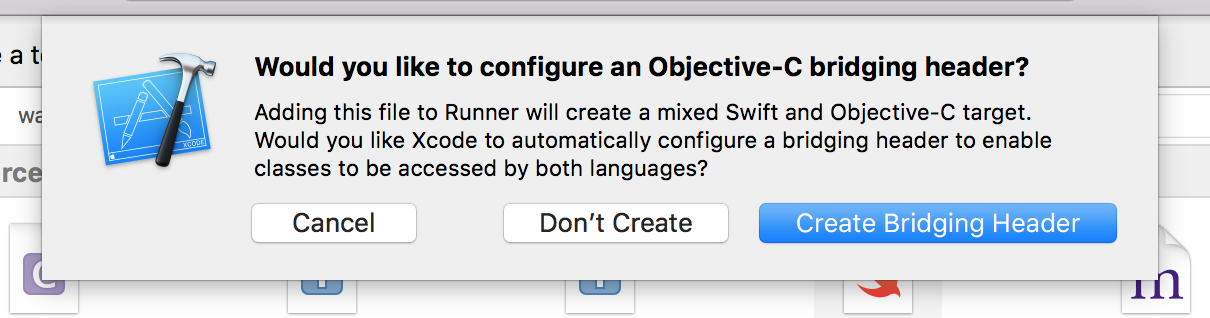 e a t
Would you like to configure an Objective-C bridging header?
Adding this file to Runner will create a mixed Swift and Objective-C target.
wa
Would you like Xcode to automatically configure a bridging header to enable
classes to be accessed by both languages?
XCODE
rce
Cancel
Don't Create
Create Bridging Header
C
m